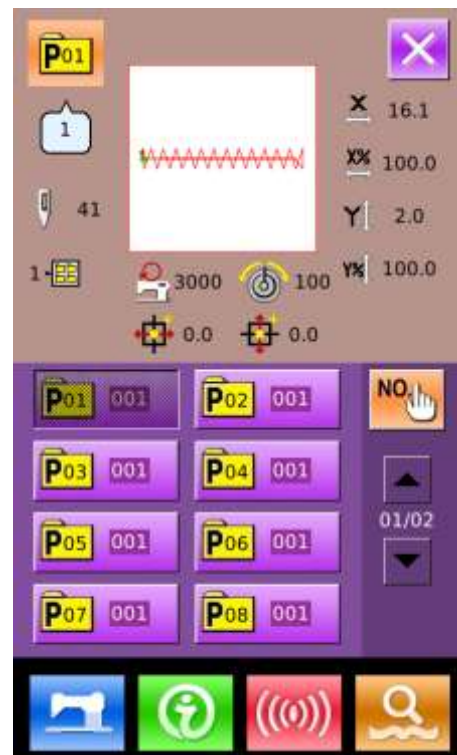 P01
1
X 16.1
X% 100.0
41
Y 2.0
1-
3000
100
Y% 100.0
0.0
0.0
P01 001
P02 001
NO.
P03 001
P04 001
01/02
P05 001
P06 001
P07 001
P08 001